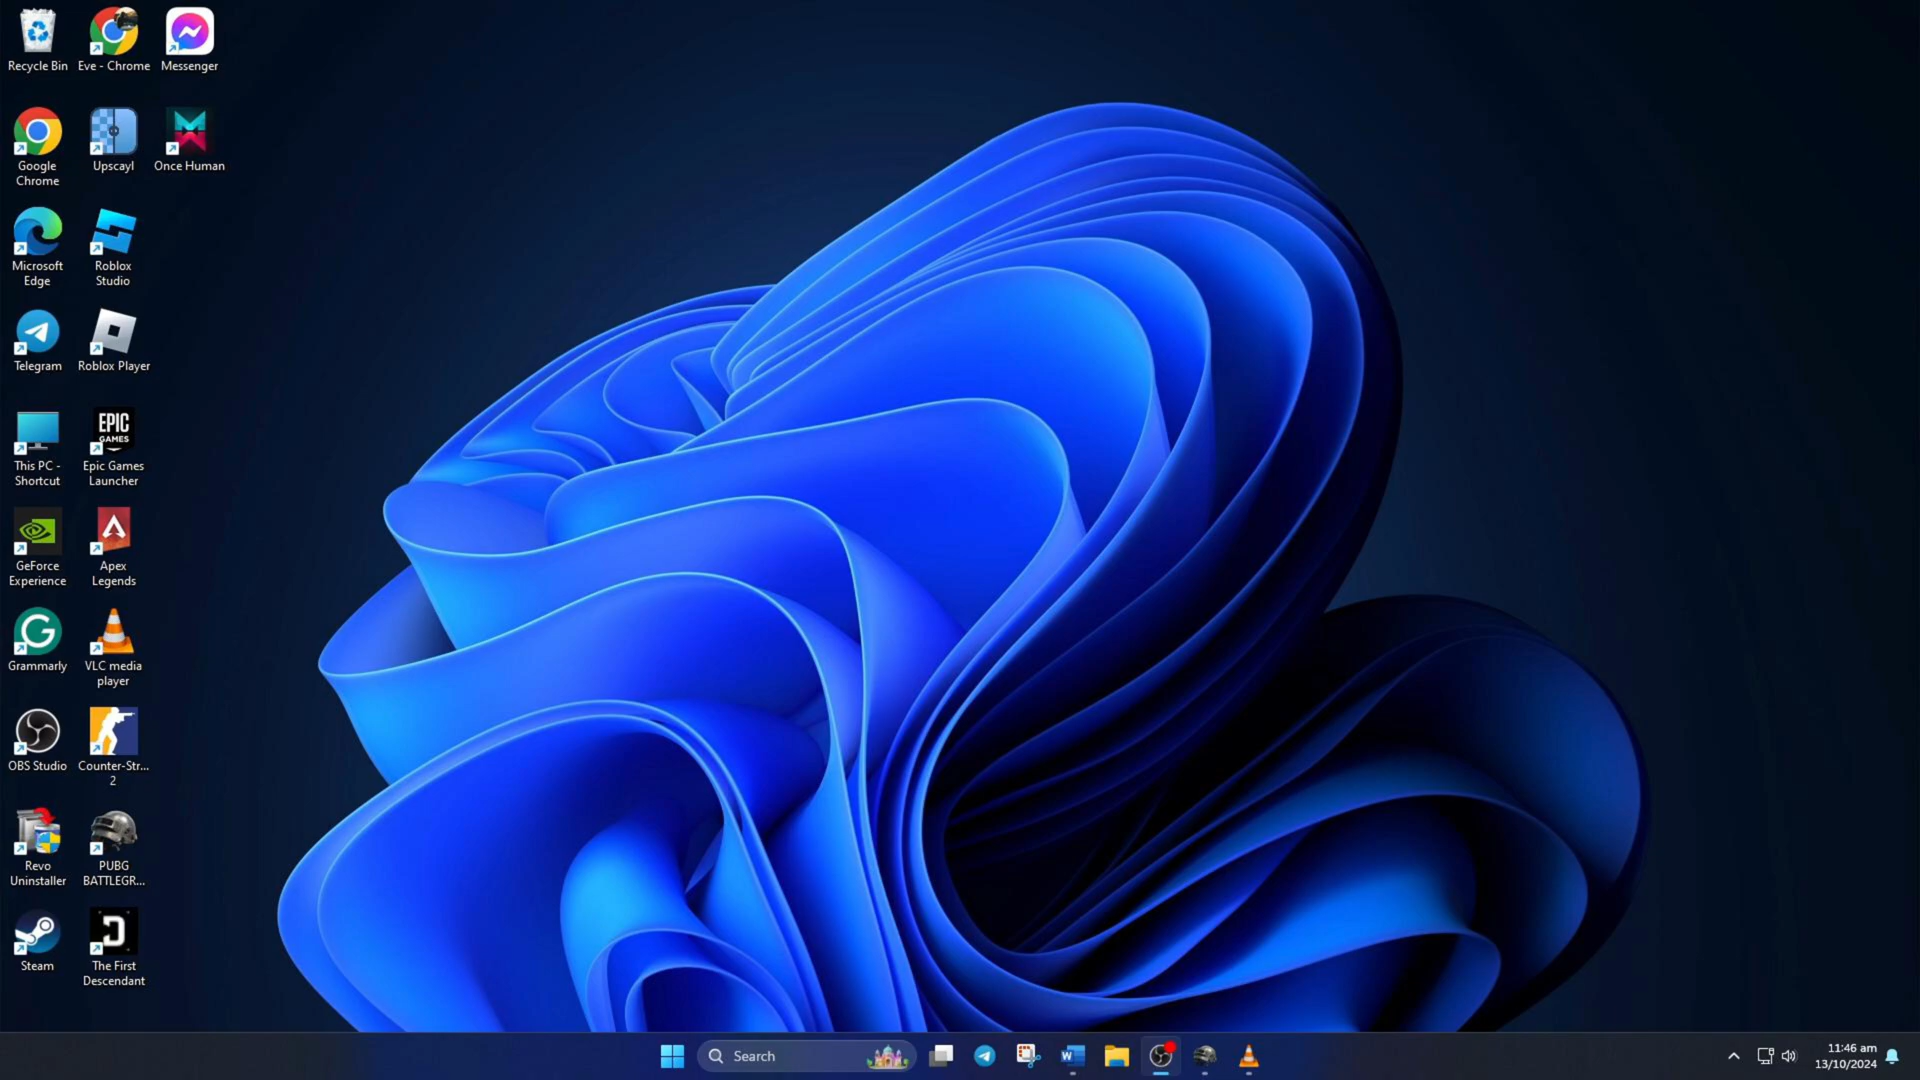 Recycle Bin
Eve - Chrome
Messenger
Google
Chrome
Upscayl
Once Human
Microsoft
Edge
Roblox
Studio
Telegram
Roblox Player
EPIC
GAMES
This PC -
Shortcut
Epic Games
Launcher
GeForce
Experience
Apex
Legends
Grammarly
VLC media
player
OBS Studio
Counter-Str...
2
Revo
Uninstaller
PUBG
BATTLEGR...
Steam
The First
Descendant
Search
W
11:46 am
13/10/2024